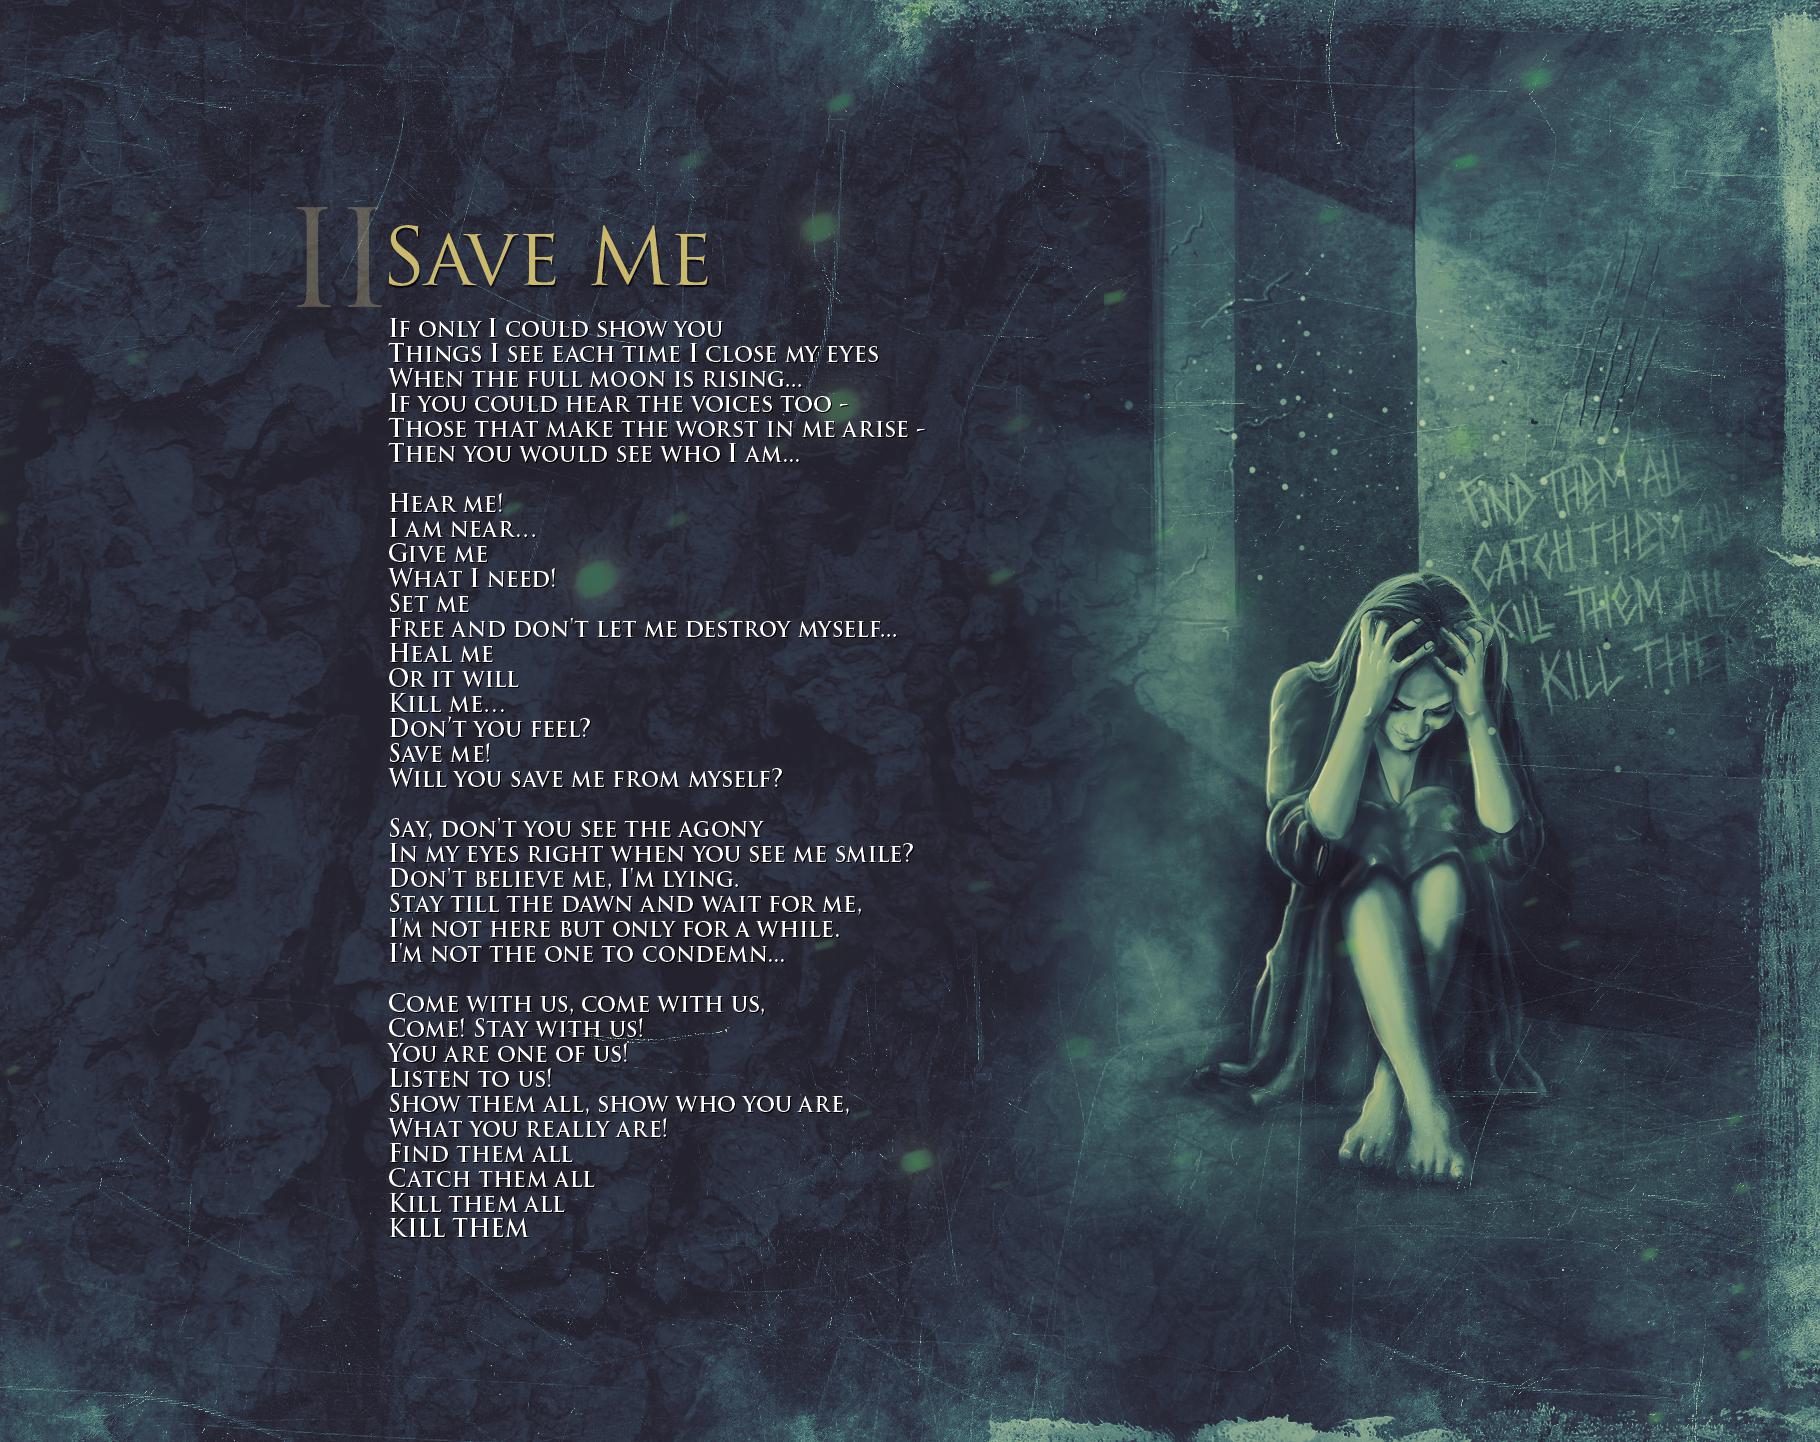 II Save Me
If only I could show you
Things I see each time I close my eyes
When the full moon is rising...
If you could hear the voices too -
Those that make the worst in me arise -
Then you would see who I am...
Hear me!
I am near...
Give me
What I need!
Set me
Free and don't let me destroy myself...
Heal me
Or it will
Kill me...
Don't you feel?
Save me!
Will you save me from myself?
Say, don't you see the agony
In my eyes right when you see me smile?
Don't believe me, I'm lying.
Stay till the dawn and wait for me,
I'm not here but only for a while.
I'm not the one to condemn...
Come with us, come with us,
Come! Stay with us!
You are one of us!
Listen to us!
Show them all, show who you are,
What you really are!
Find them all
Catch them all
Kill them all
KILL THEM
FIND THEM ALL
CATCH THEM AL
KILL THEM ALL
KILL THEM